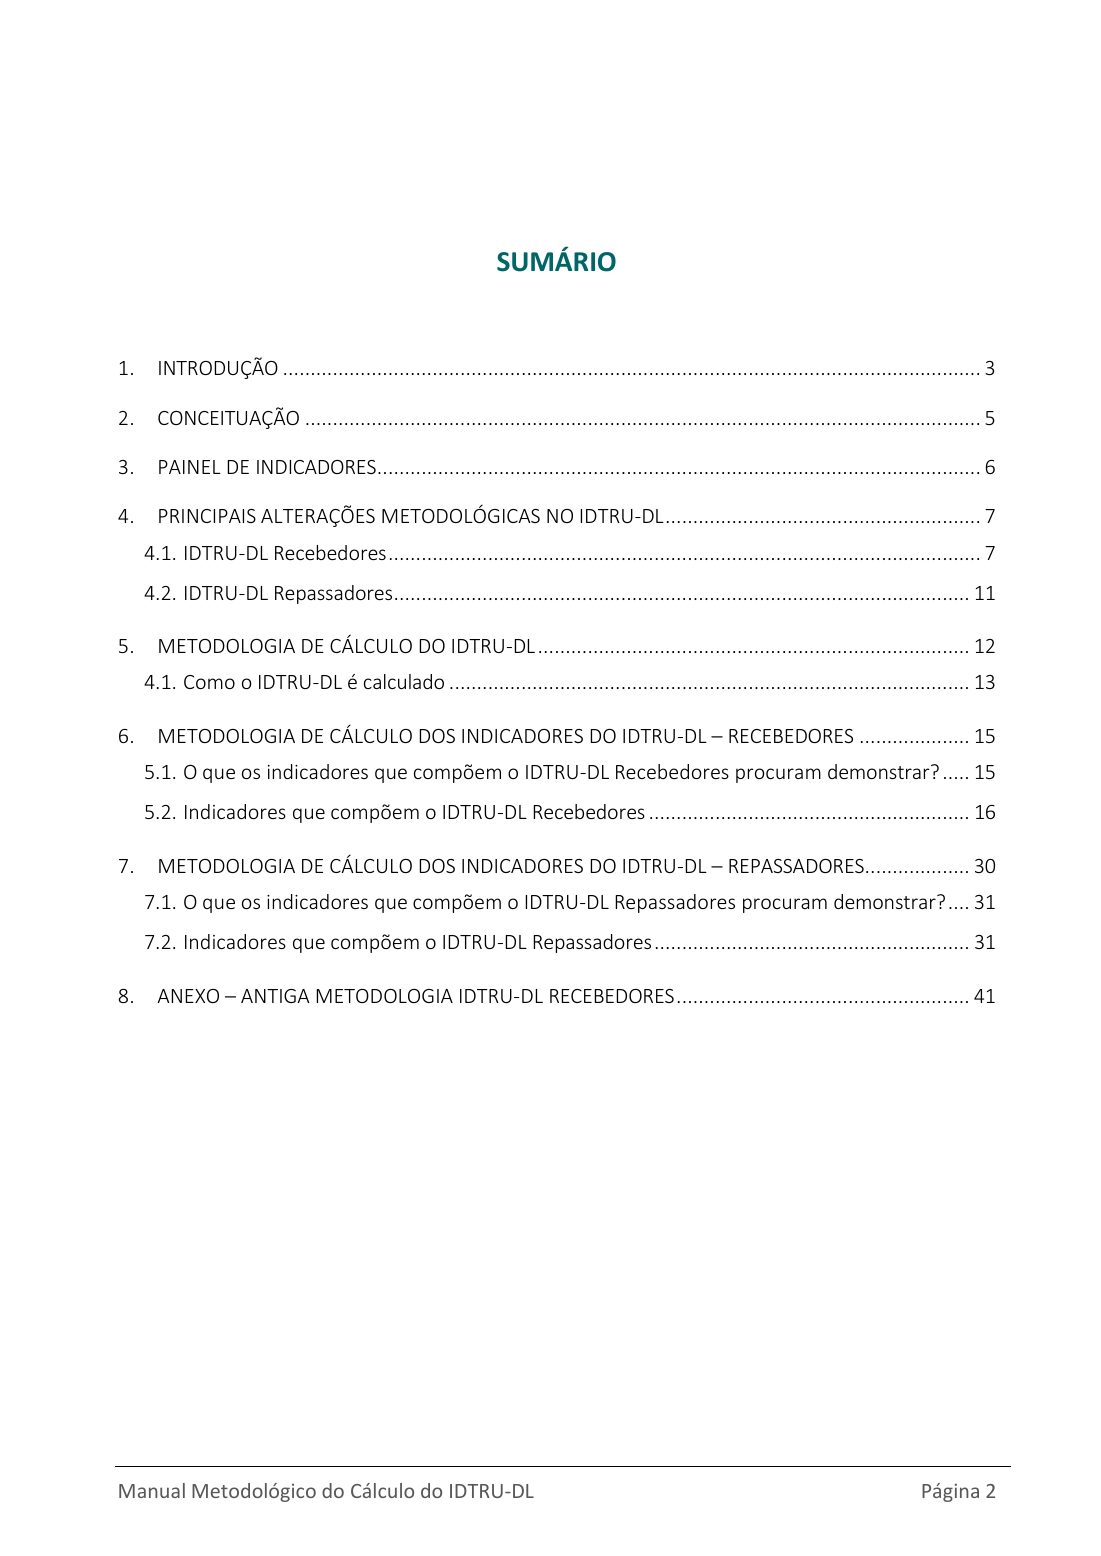 SUMÁRIO
1. INTRODUÇÃO ........................................................................................................................ 3
2. CONCEITUAÇÃO .................................................................................................................... 5
3. PAINEL DE INDICADORES........................................................................................................ 6
4. PRINCIPAIS ALTERAÇÕES METODOLÓGICAS NO IDTRU-DL......................................................... 7
4.1. IDTRU-DL Recebedores........................................................................................................... 7
4.2. IDTRU-DL Repassadores........................................................................................................ 11
5. METODOLOGIA DE CÁLCULO DO IDTRU-DL.............................................................................. 12
4.1. Como o IDTRU-DL é calculado .............................................................................................. 13
6. METODOLOGIA DE CÁLCULO DOS INDICADORES DO IDTRU-DL – RECEBEDORES .................... 15
5.1. O que os indicadores que compõem o IDTRU-DL Recebedores procuram demonstrar? ..... 15
5.2. Indicadores que compõem o IDTRU-DL Recebedores .......................................................... 16
7. METODOLOGIA DE CÁLCULO DOS INDICADORES DO IDTRU-DL – REPASSADORES................... 30
7.1. O que os indicadores que compõem o IDTRU-DL Repassadores procuram demonstrar?.... 31
7.2. Indicadores que compõem o IDTRU-DL Repassadores......................................................... 31
8. ANEXO – ANTIGA METODOLOGIA IDTRU-DL RECEBEDORES..................................................... 41
Manual Metodológico do Cálculo do IDTRU-DL Página 2